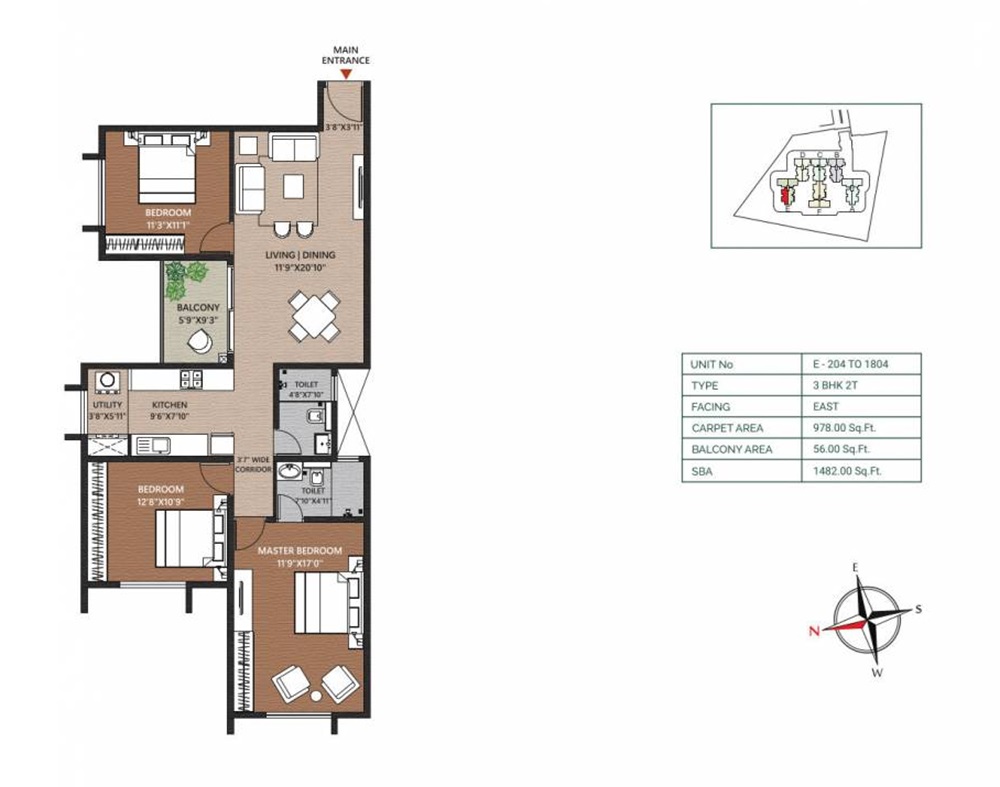 MAIN
ENTRANCE
3'8"X3'11"
BEDROOM
11'3"X11'1"
LIVING | DINING
11'9"X20'10"
BALCONY
5'9"X9'3"
TOILET
4'8"X7'10"
UTILITY
3'8"X5'11"
KITCHEN
9'6"X7'10"
3'7" WIDE
CORRIDOR
TOILET
7'10"X4'11"
BEDROOM
12'8"X10'9"
MASTER BEDROOM
11'9"X17'0"
D C B
E F A
UNIT No E - 204 TO 1804
TYPE 3 BHK 2T
FACING EAST
CARPET AREA 978.00 Sq.Ft.
BALCONY AREA 56.00 Sq.Ft.
SBA 1482.00 Sq.Ft.
E
S
N
W